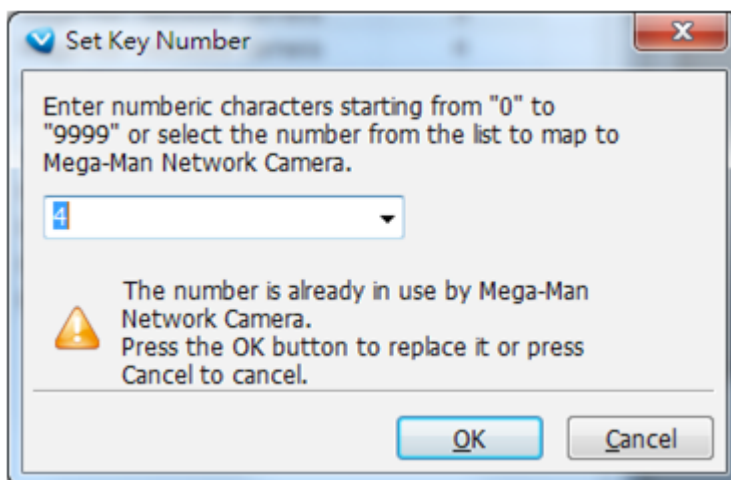 Set Key Number
Enter numberic characters starting from "0" to
"9999" or select the number from the list to map to
Mega-Man Network Camera.
4
The number is already in use by Mega-Man
Network Camera.
Press the OK button to replace it or press
Cancel to cancel.
OK
Cancel